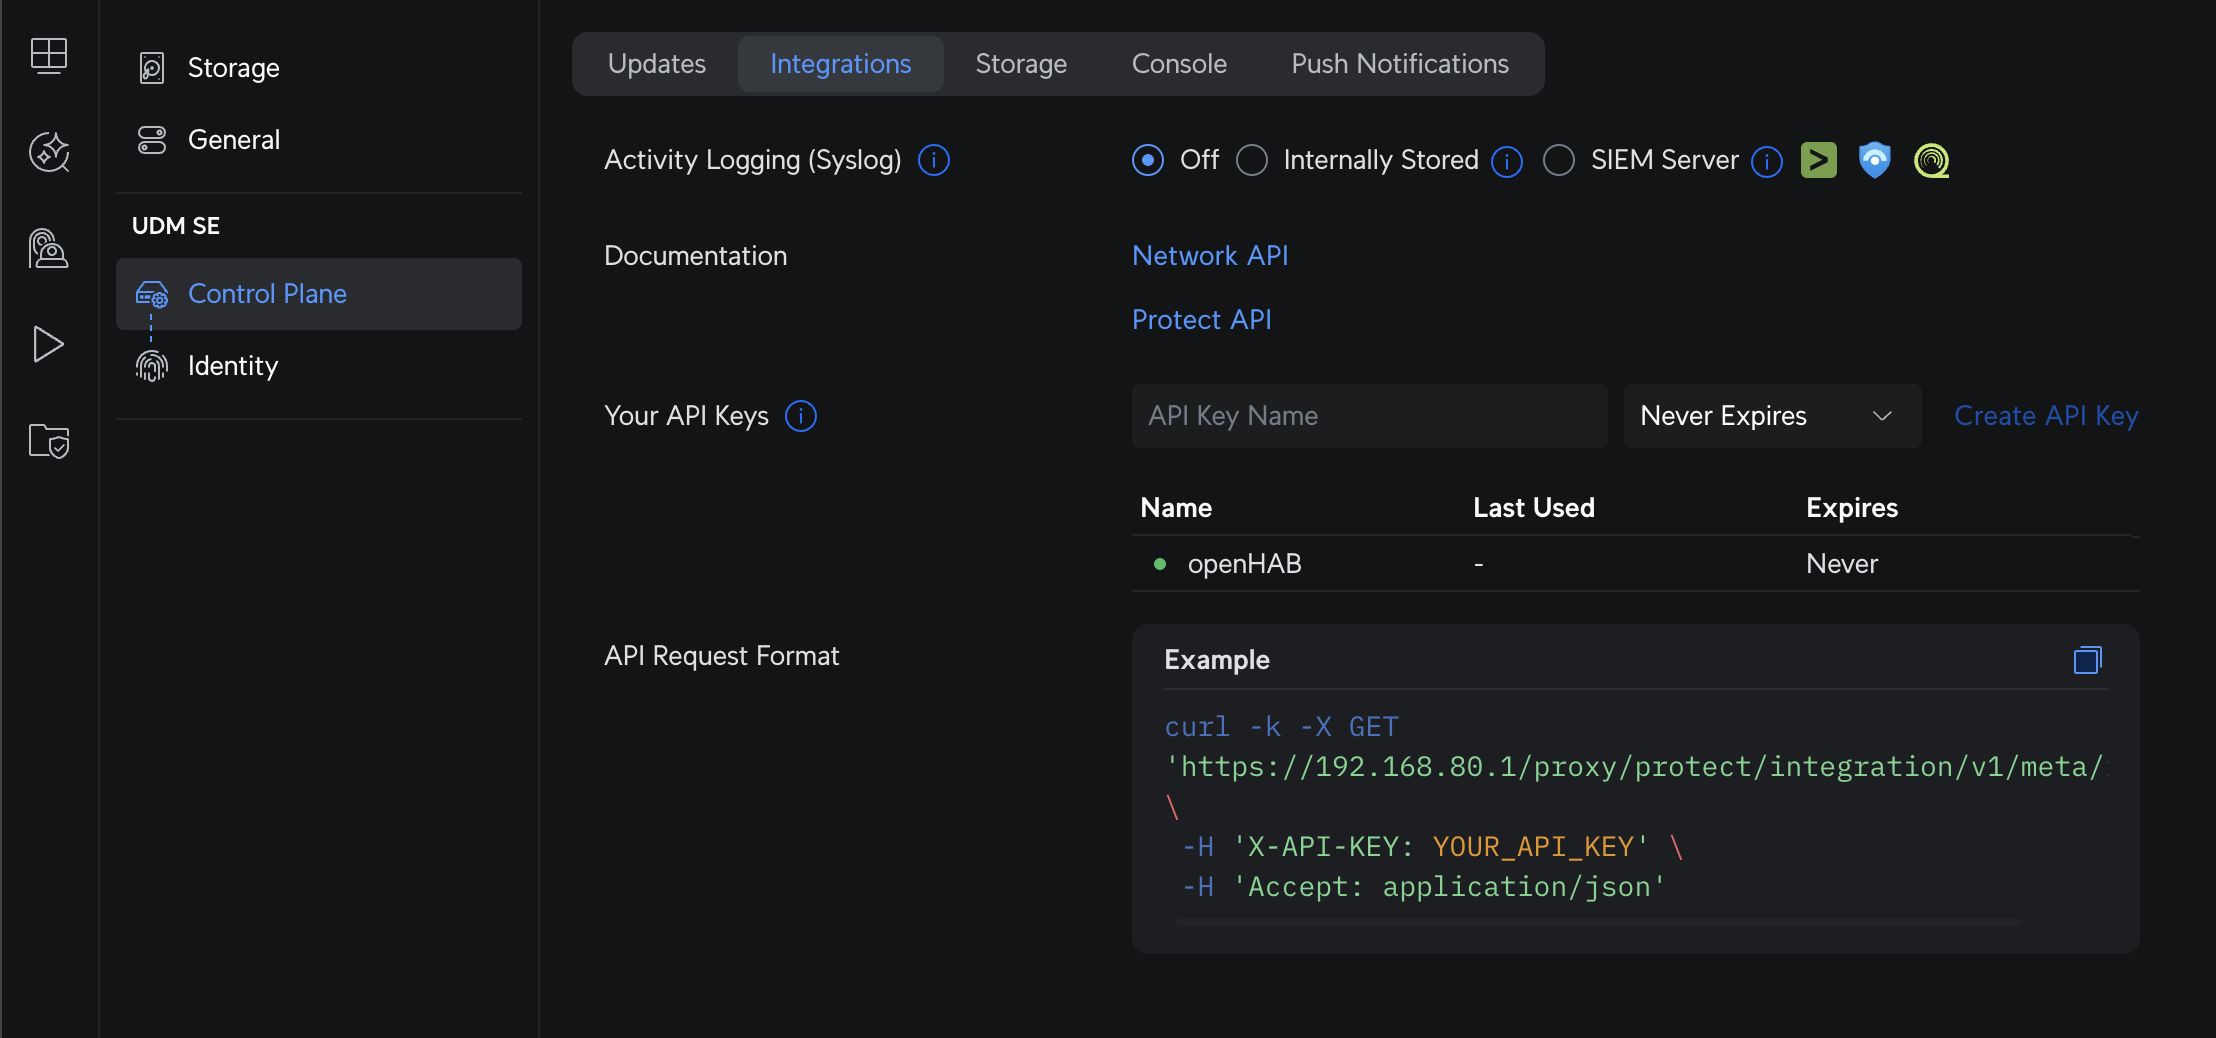 Storage
General
UDM SE
Control Plane
Identity
Updates Integrations Storage Console Push Notifications
Activity Logging (Syslog) Off Internally Stored SIEM Server
Documentation Network API
Protect API
Your API Keys API Key Name Never Expires Create API Key
Name Last Used Expires
openHAB - Never
API Request Format Example
curl -k -X GET
'https://192.168.80.1/proxy/protect/integration/v1/meta/
\
-H 'X-API-KEY: YOUR_API_KEY' \
-H 'Accept: application/json'